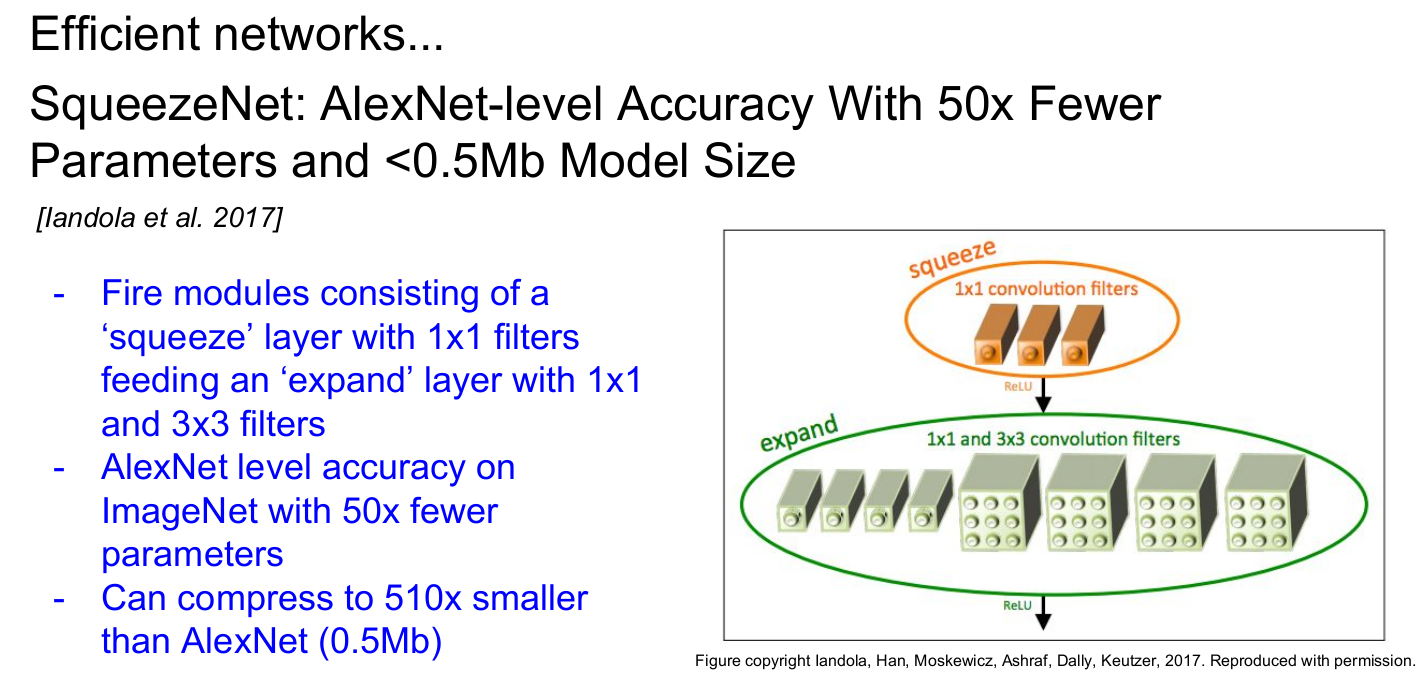 Efficient networks...
SqueezeNet: AlexNet-level Accuracy With 50x Fewer
Parameters and <0.5Mb Model Size
[Iandola et al. 2017]
- Fire modules consisting of a
‘squeeze’ layer with 1x1 filters
feeding an ‘expand’ layer with 1x1
and 3x3 filters
- AlexNet level accuracy on
ImageNet with 50x fewer
parameters
- Can compress to 510x smaller
than AlexNet (0.5Mb)
squeeze
1x1 convolution filters
ReLU
expand
1x1 and 3x3 convolution filters
ReLU
Figure copyright Iandola, Han, Moskewicz, Ashraf, Dally, Keutzer, 2017. Reproduced with permission.